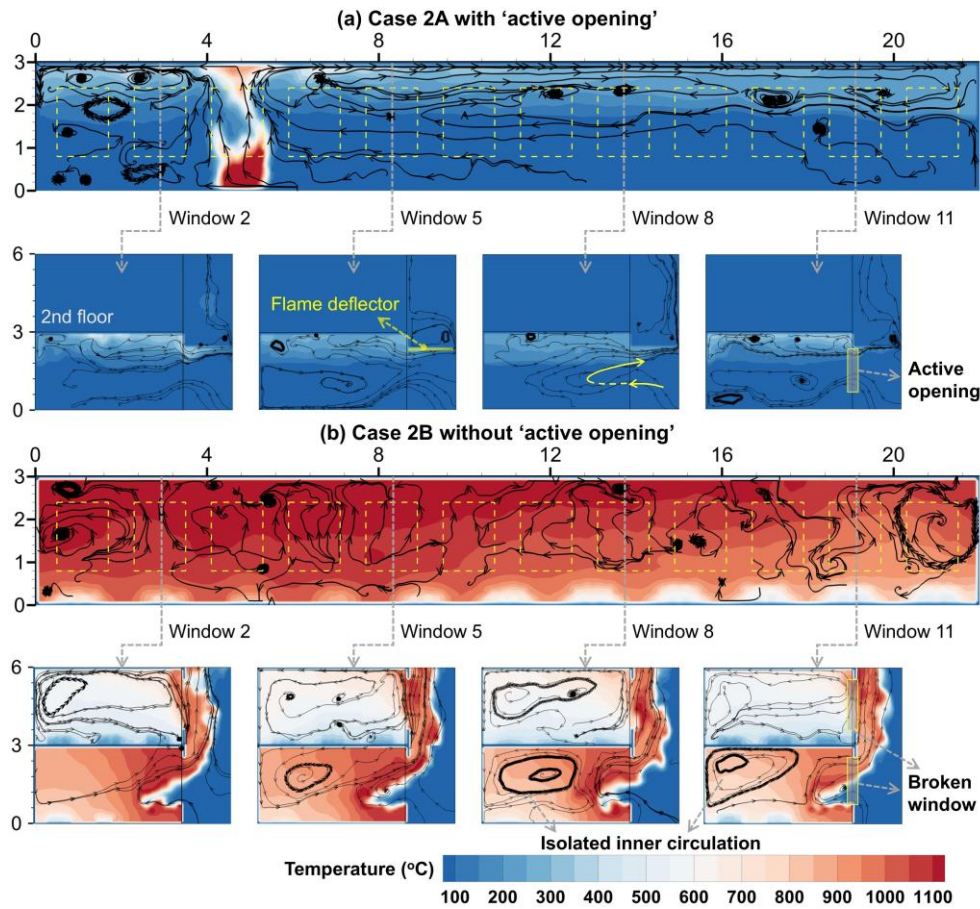 (a) Case 2A with ‘active opening’
0 4 8 12 16 20
3
2
1
0
Window 2 Window 5 Window 8 Window 11
6
2nd floor
Flame deflector
3
Active
opening
0
(b) Case 2B without ‘active opening’
0 4 8 12 16 20
3
2
1
0
Window 2 Window 5 Window 8 Window 11
6
3
Broken
window
0
Isolated inner circulation
Temperature (°C)
100 200 300 400 500 600 700 800 900 1000 1100